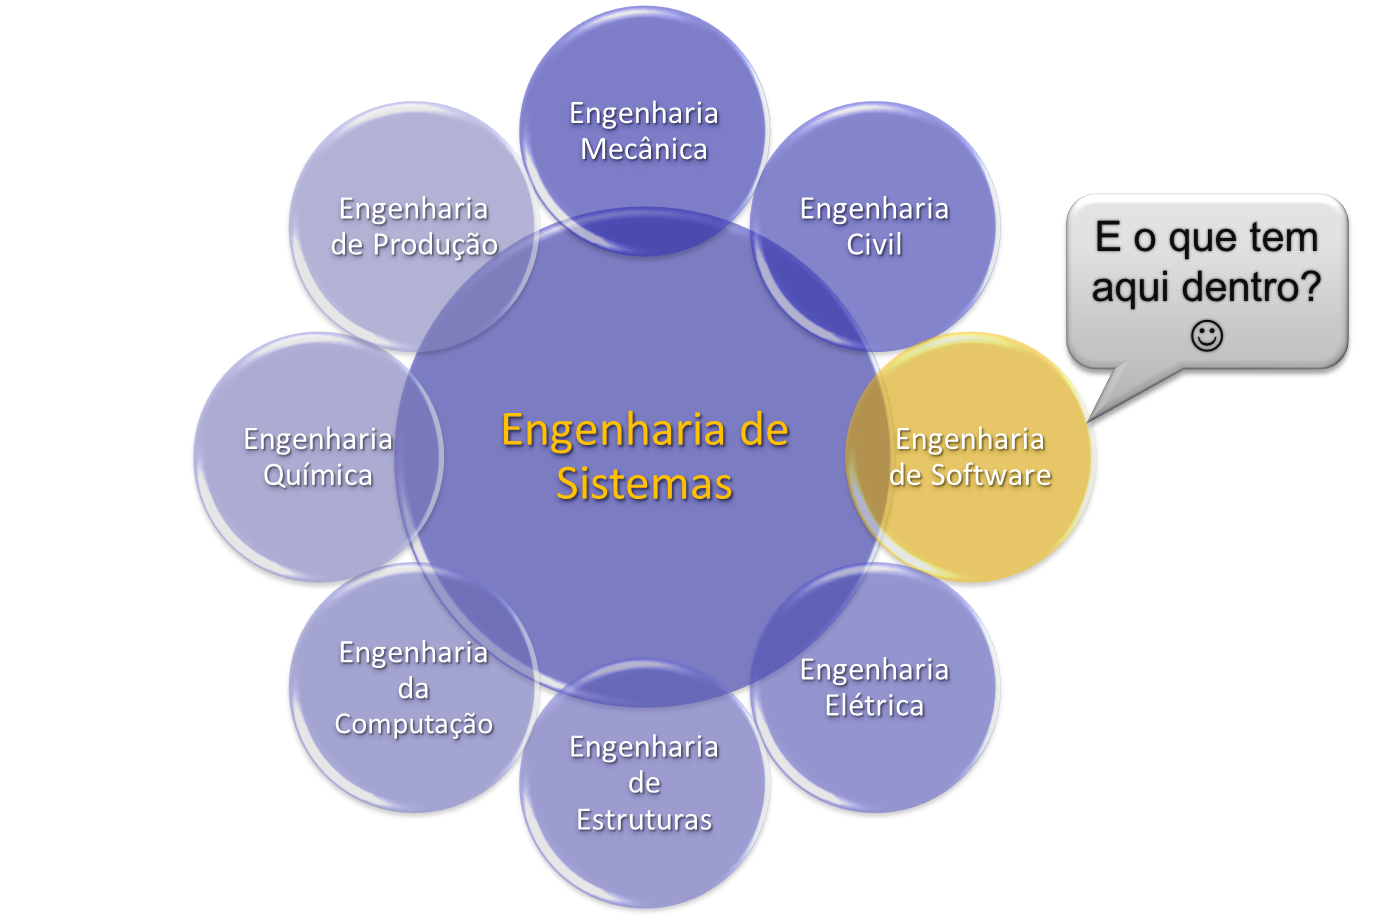 Engenharia
Mecânica
Engenharia
Civil
E o que tem
aqui dentro?
☺
Engenharia
de Software
Engenharia
Elétrica
Engenharia
de
Estruturas
Engenharia
da
Computação
Engenharia
Química
Engenharia
de Produção
Engenharia de
Sistemas